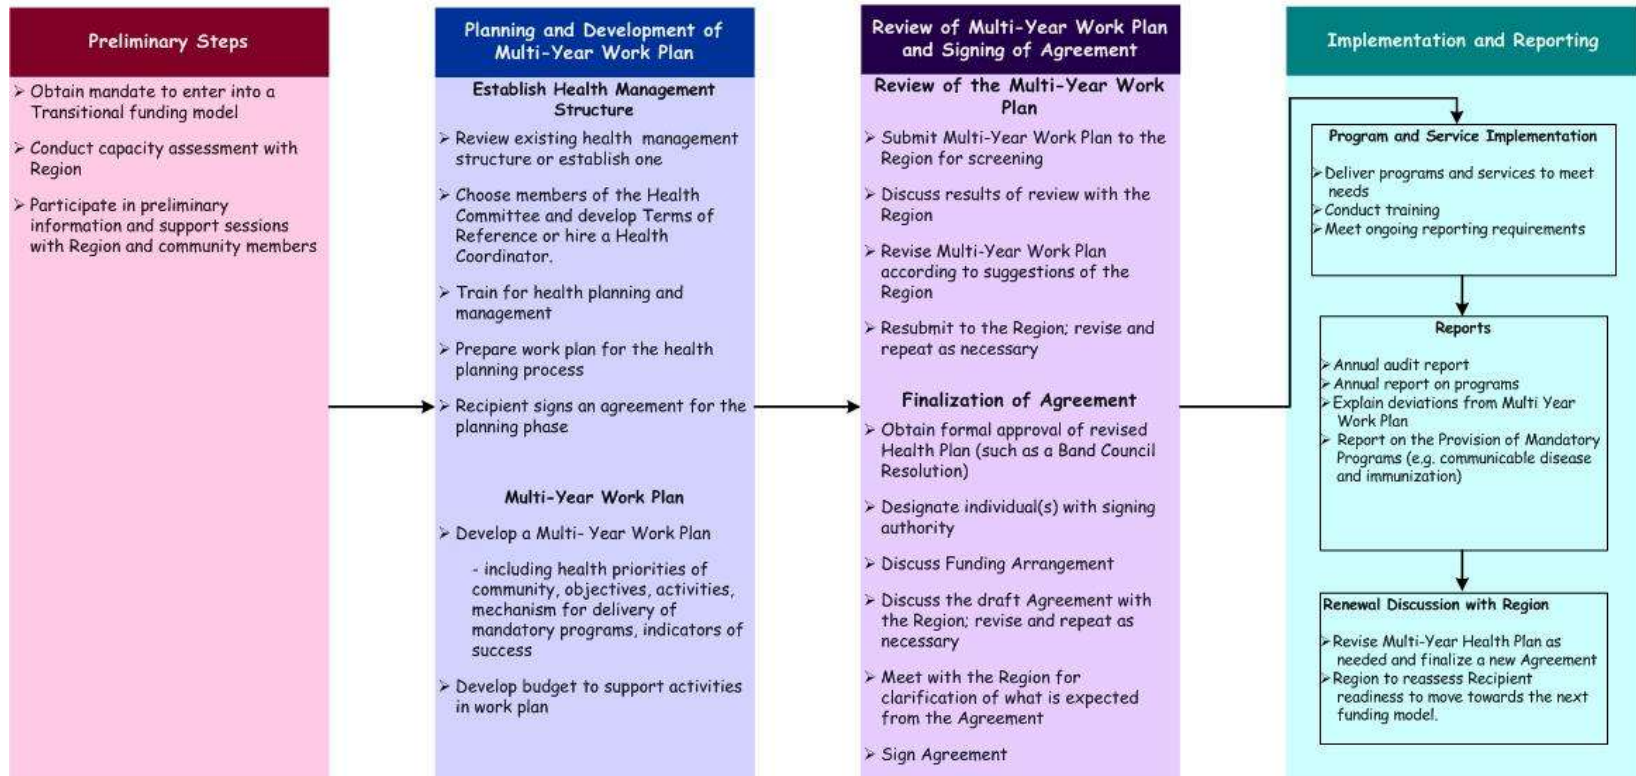 Preliminary Steps
➢ Obtain mandate to enter into a
Transitional funding model
➢ Conduct capacity assessment with
Region
➢ Participate in preliminary
information and support sessions
with Region and community members
Planning and Development of
Multi-Year Work Plan
Establish Health Management
Structure
➢ Review existing health management
structure or establish one
➢ Choose members of the Health
Committee and develop Terms of
Reference or hire a Health
Coordinator.
➢ Train for health planning and
management
➢ Prepare work plan for the health
planning process
➢ Recipient signs an agreement for the
planning phase
Multi-Year Work Plan
➢ Develop a Multi- Year Work Plan
- including health priorities of
community, objectives, activities,
mechanism for delivery of
mandatory programs, indicators of
success
➢ Develop budget to support activities
in work plan
Review of Multi-Year Work Plan
and Signing of Agreement
Review of the Multi-Year Work
Plan
➢ Submit Multi-Year Work Plan to the
Region for screening
➢ Discuss results of review with the
Region
➢ Revise Multi-Year Work Plan
according to suggestions of the
Region
➢ Resubmit to the Region; revise and
repeat as necessary
Finalization of Agreement
➢ Obtain formal approval of revised
Health Plan (such as a Band Council
Resolution)
➢ Designate individual(s) with signing
authority
➢ Discuss Funding Arrangement
➢ Discuss the draft Agreement with
the Region; revise and repeat as
necessary
➢ Meet with the Region for
clarification of what is expected
from the Agreement
➢ Sign Agreement
Implementation and Reporting
Program and Service Implementation
➢ Deliver programs and services to meet
needs
➢ Conduct training
➢ Meet ongoing reporting requirements
Reports
➢ Annual audit report
➢ Annual report on programs
➢ Explain deviations from Multi Year
Work Plan
➢ Report on the Provision of Mandatory
Programs (e.g. communicable disease
and immunization)
Renewal Discussion with Region
➢ Revise Multi-Year Health Plan as
needed and finalize a new Agreement
➢ Region to reassess Recipient
readiness to move towards the next
funding model.